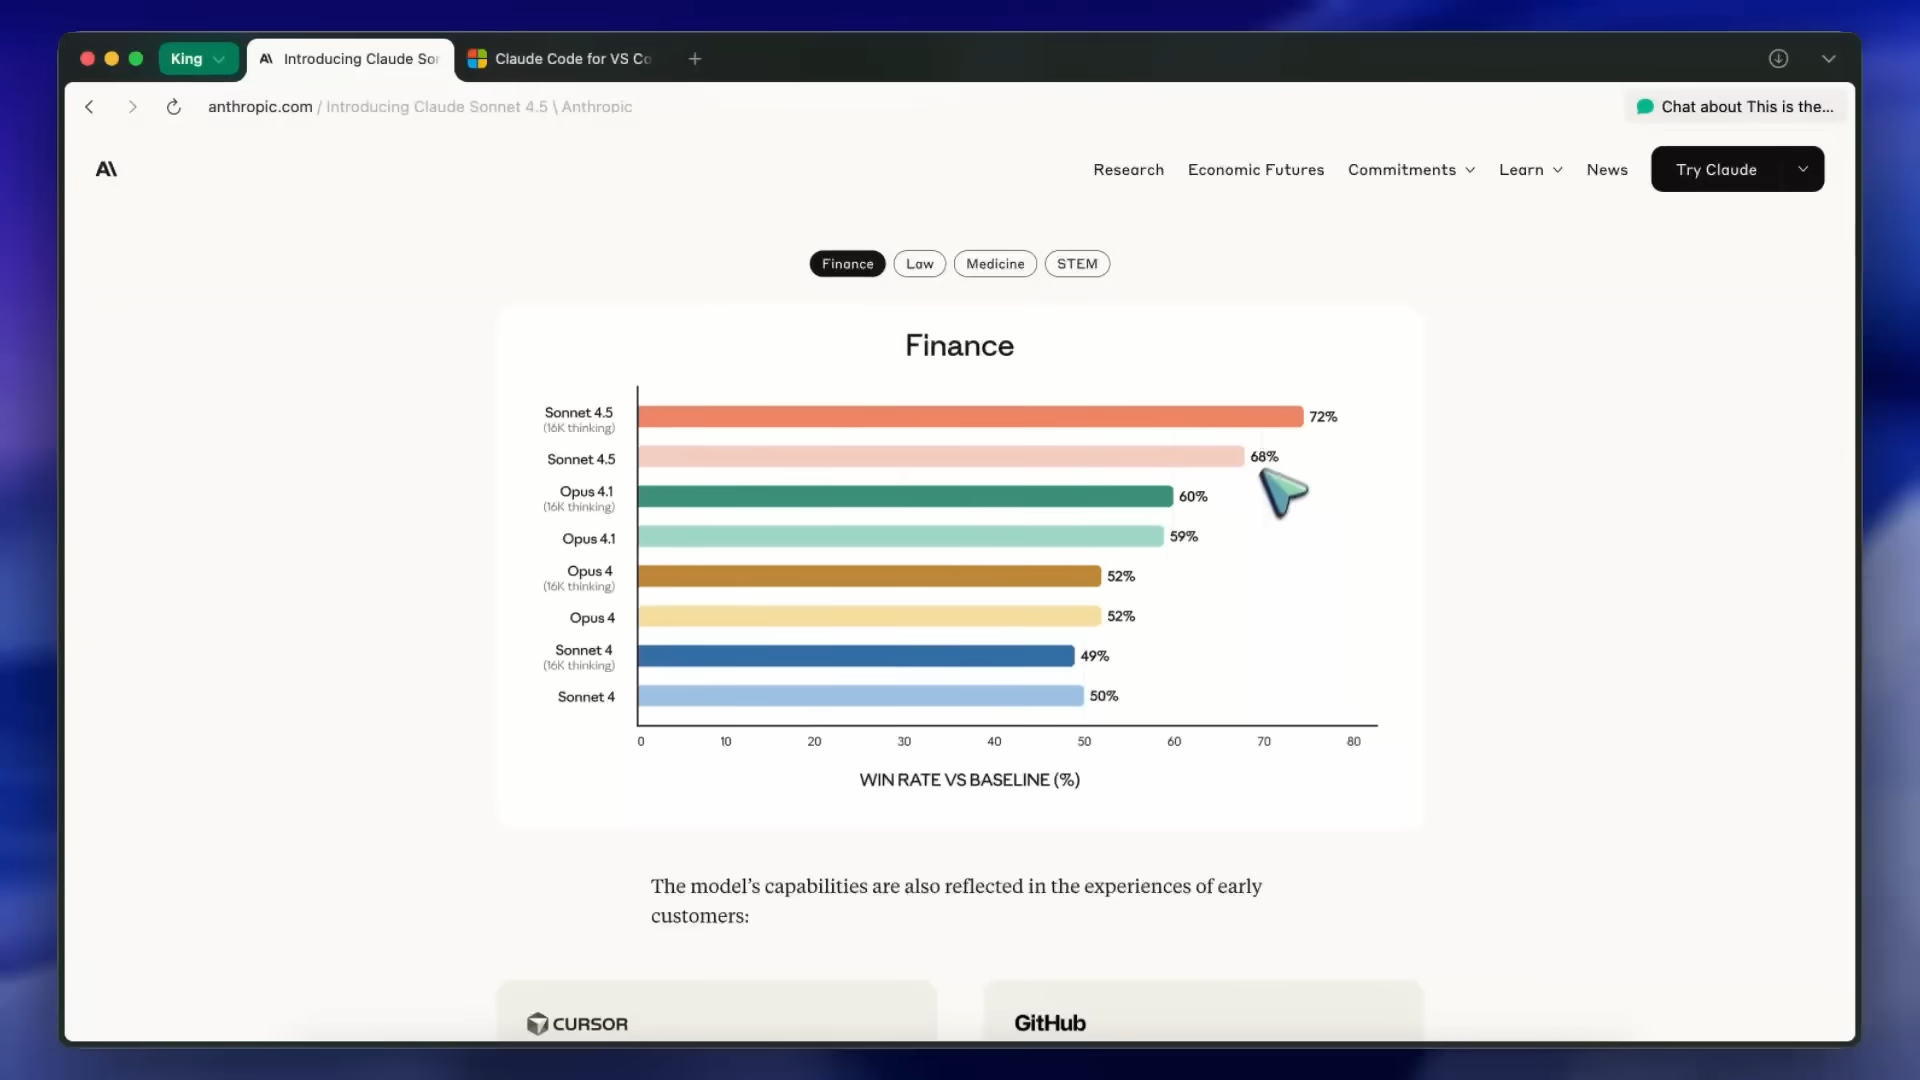 King
Introducing Claude So
Claude Code for VS Co
anthropic.com / Introducing Claude Sonnet 4.5 \ Anthropic
Chat about This is the...
Research Economic Futures Commitments Learn News Try Claude
Finance Law Medicine STEM
Finance
Sonnet 4.5
(16K thinking)
72%
Sonnet 4.5
68%
Opus 4.1
(16K thinking)
60%
Opus 4.1
59%
Opus 4
(16K thinking)
52%
Opus 4
52%
Sonnet 4
(16K thinking)
49%
Sonnet 4
50%
0 10 20 30 40 50 60 70 80
WIN RATE VS BASELINE (%)
The model’s capabilities are also reflected in the experiences of early
customers:
CURSOR
GitHub